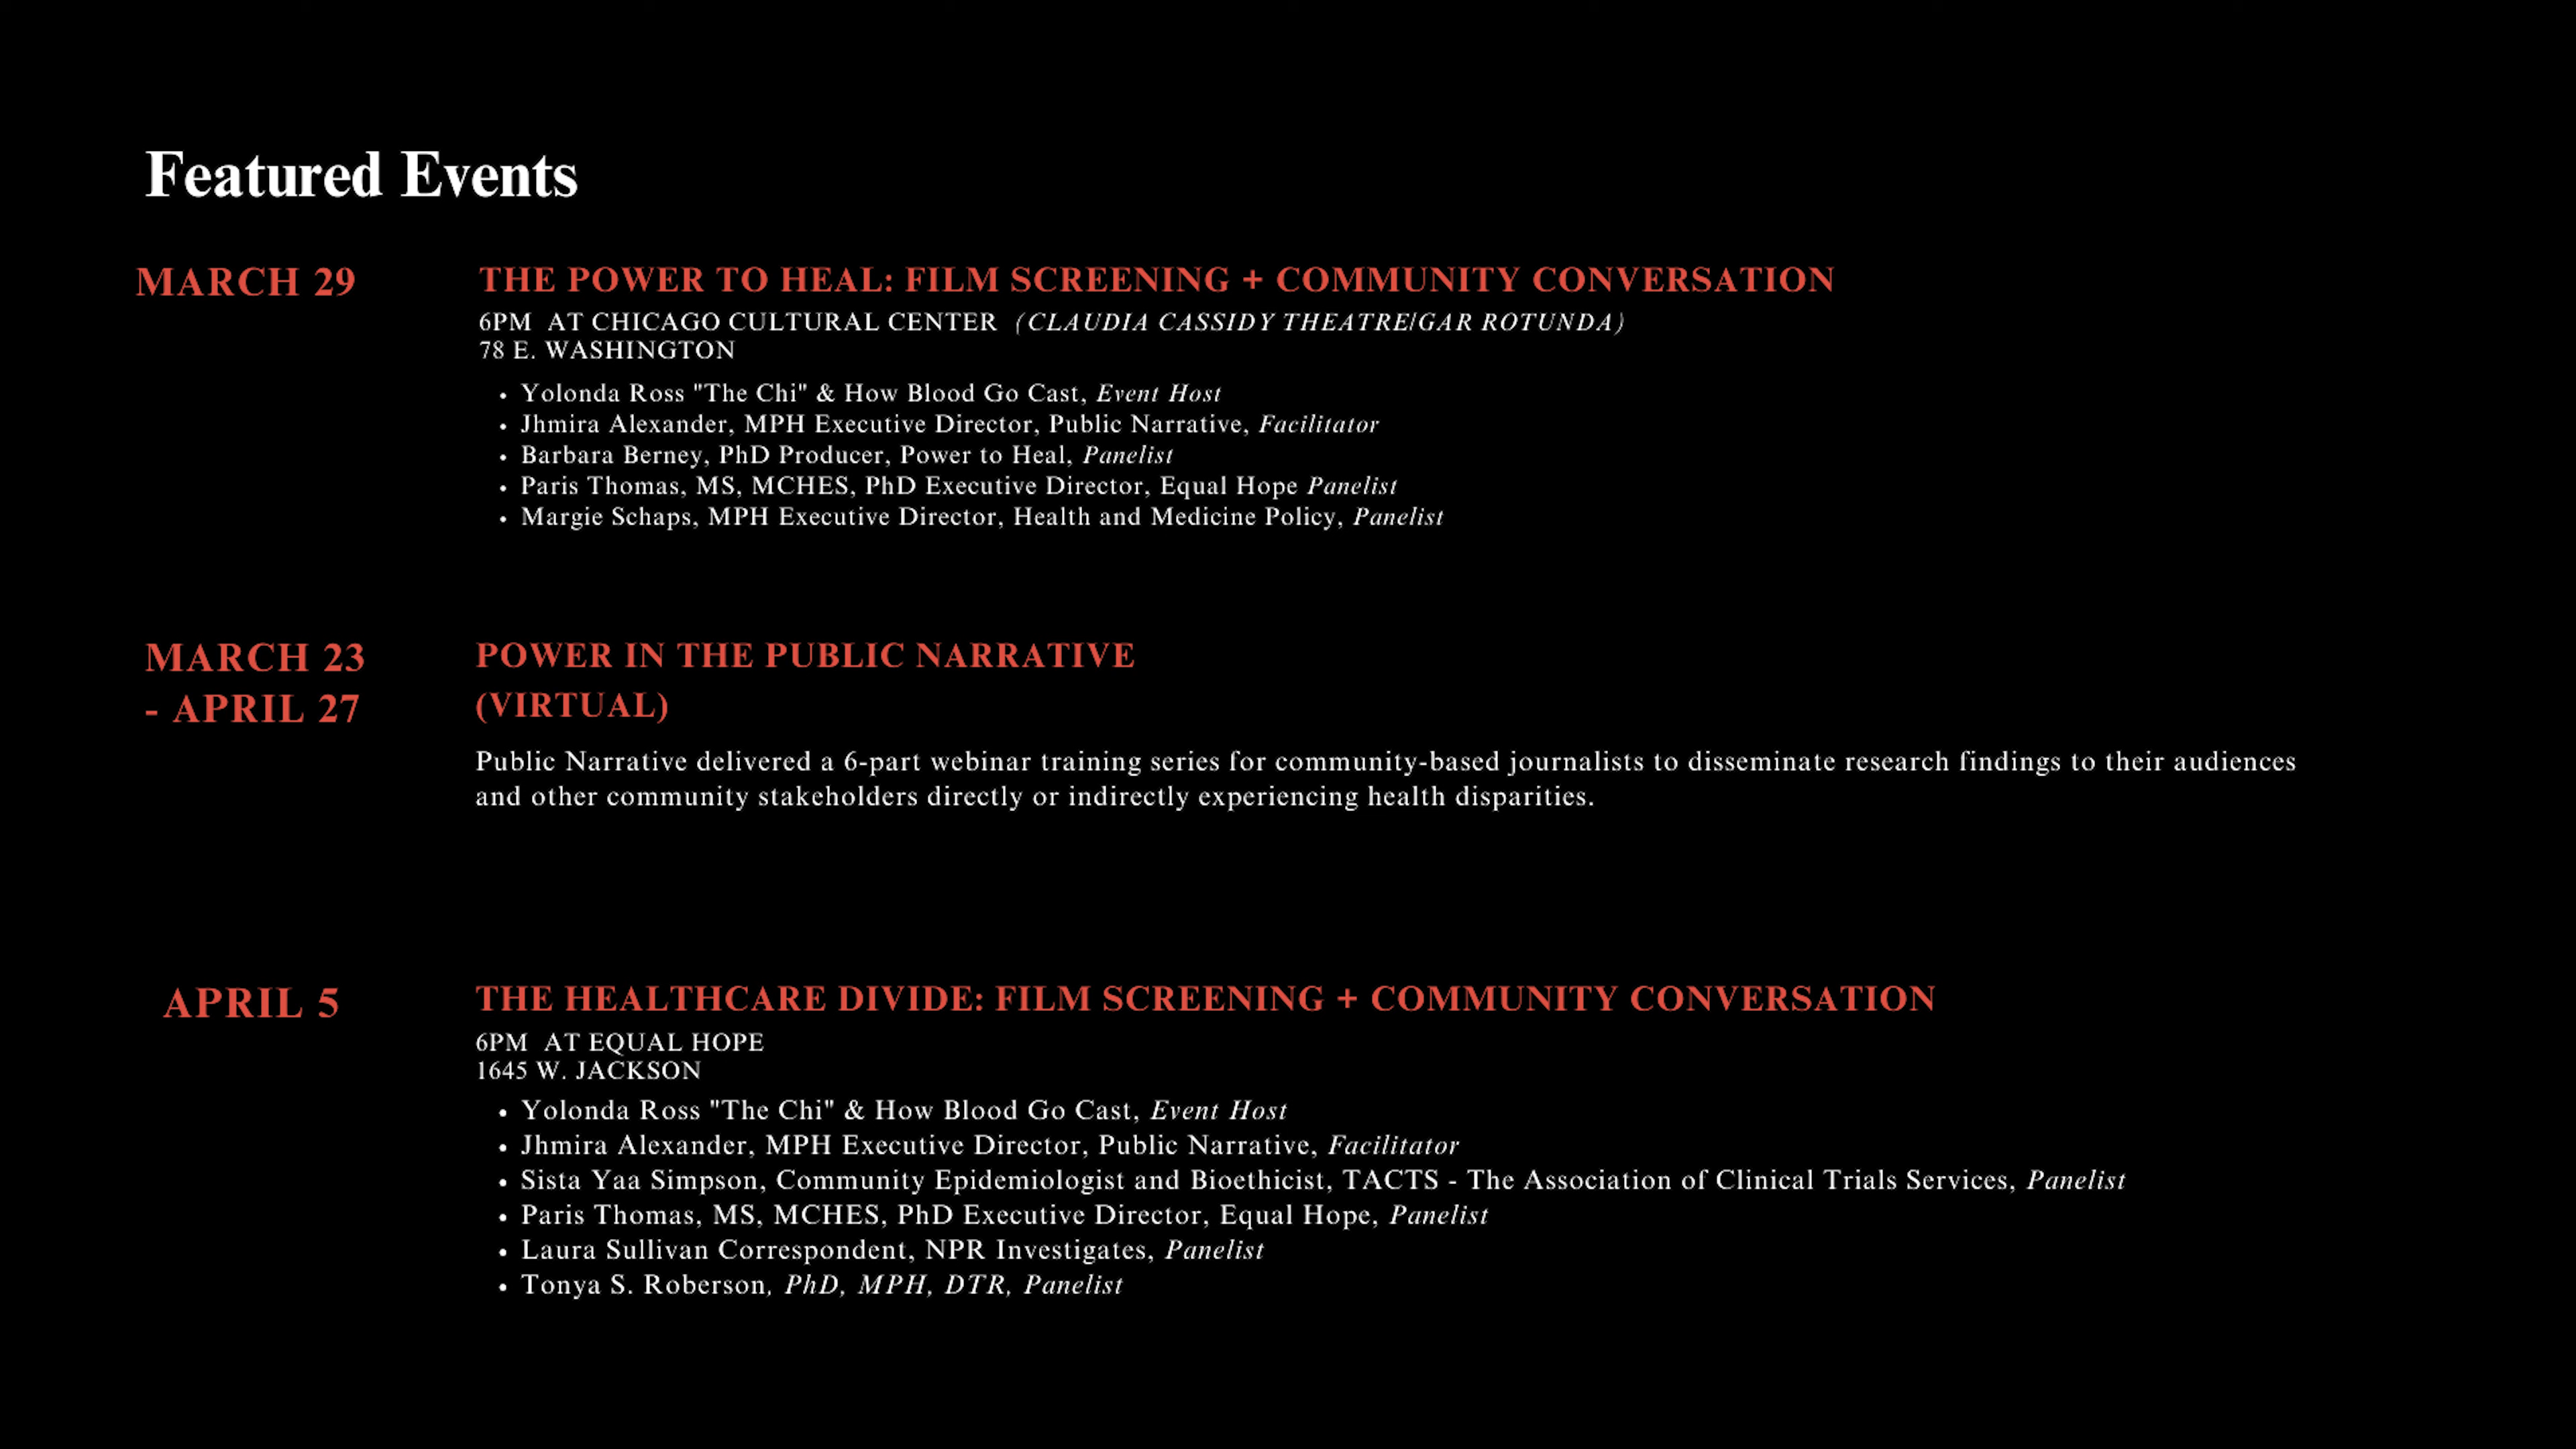 Featured Events
MARCH 29
THE POWER TO HEAL: FILM SCREENING + COMMUNITY CONVERSATION
6PM AT CHICAGO CULTURAL CENTER (CLAUDIA CASSIDY THEATRE/GAR ROTUNDA)
78 E. WASHINGTON
• Yolonda Ross "The Chi" & How Blood Go Cast, Event Host
• Jhmira Alexander, MPH Executive Director, Public Narrative, Facilitator
• Barbara Berney, PhD Producer, Power to Heal, Panelist
• Paris Thomas, MS, MCHES, PhD Executive Director, Equal Hope Panelist
• Margie Schaps, MPH Executive Director, Health and Medicine Policy, Panelist
MARCH 23
- APRIL 27
POWER IN THE PUBLIC NARRATIVE
(VIRTUAL)
Public Narrative delivered a 6-part webinar training series for community-based journalists to disseminate research findings to their audiences
and other community stakeholders directly or indirectly experiencing health disparities.
APRIL 5
THE HEALTHCARE DIVIDE: FILM SCREENING + COMMUNITY CONVERSATION
6PM AT EQUAL HOPE
1645 W. JACKSON
• Yolonda Ross "The Chi" & How Blood Go Cast, Event Host
• Jhmira Alexander, MPH Executive Director, Public Narrative, Facilitator
• Sista Yaa Simpson, Community Epidemiologist and Bioethicist, TACTS - The Association of Clinical Trials Services, Panelist
• Paris Thomas, MS, MCHES, PhD Executive Director, Equal Hope, Panelist
• Laura Sullivan Correspondent, NPR Investigates, Panelist
• Tonya S. Roberson, PhD, MPH, DTR, Panelist